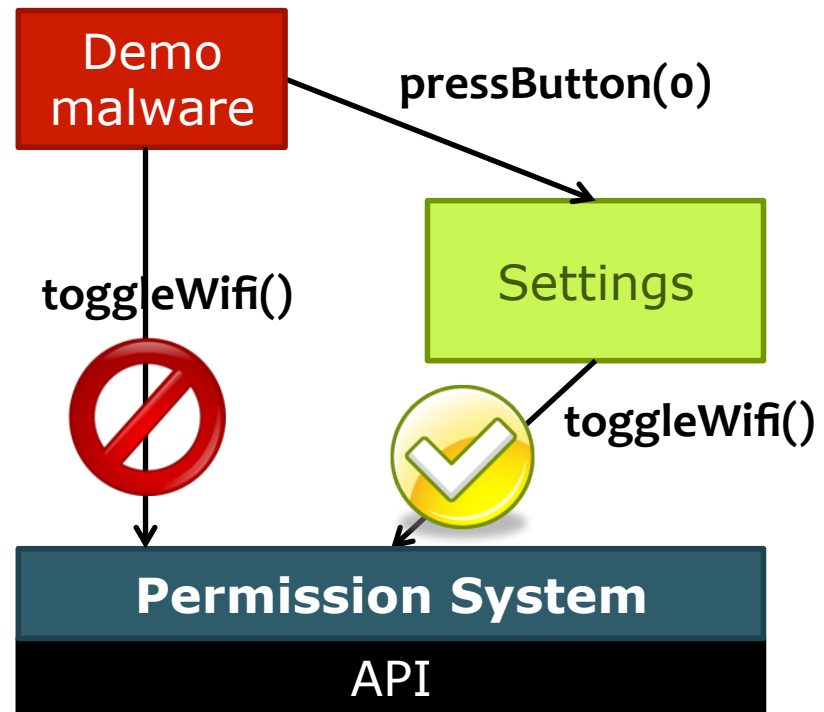 Demo
malware
pressButton(0)
Settings
toggleWifi()
toggleWifi()
Permission System
API